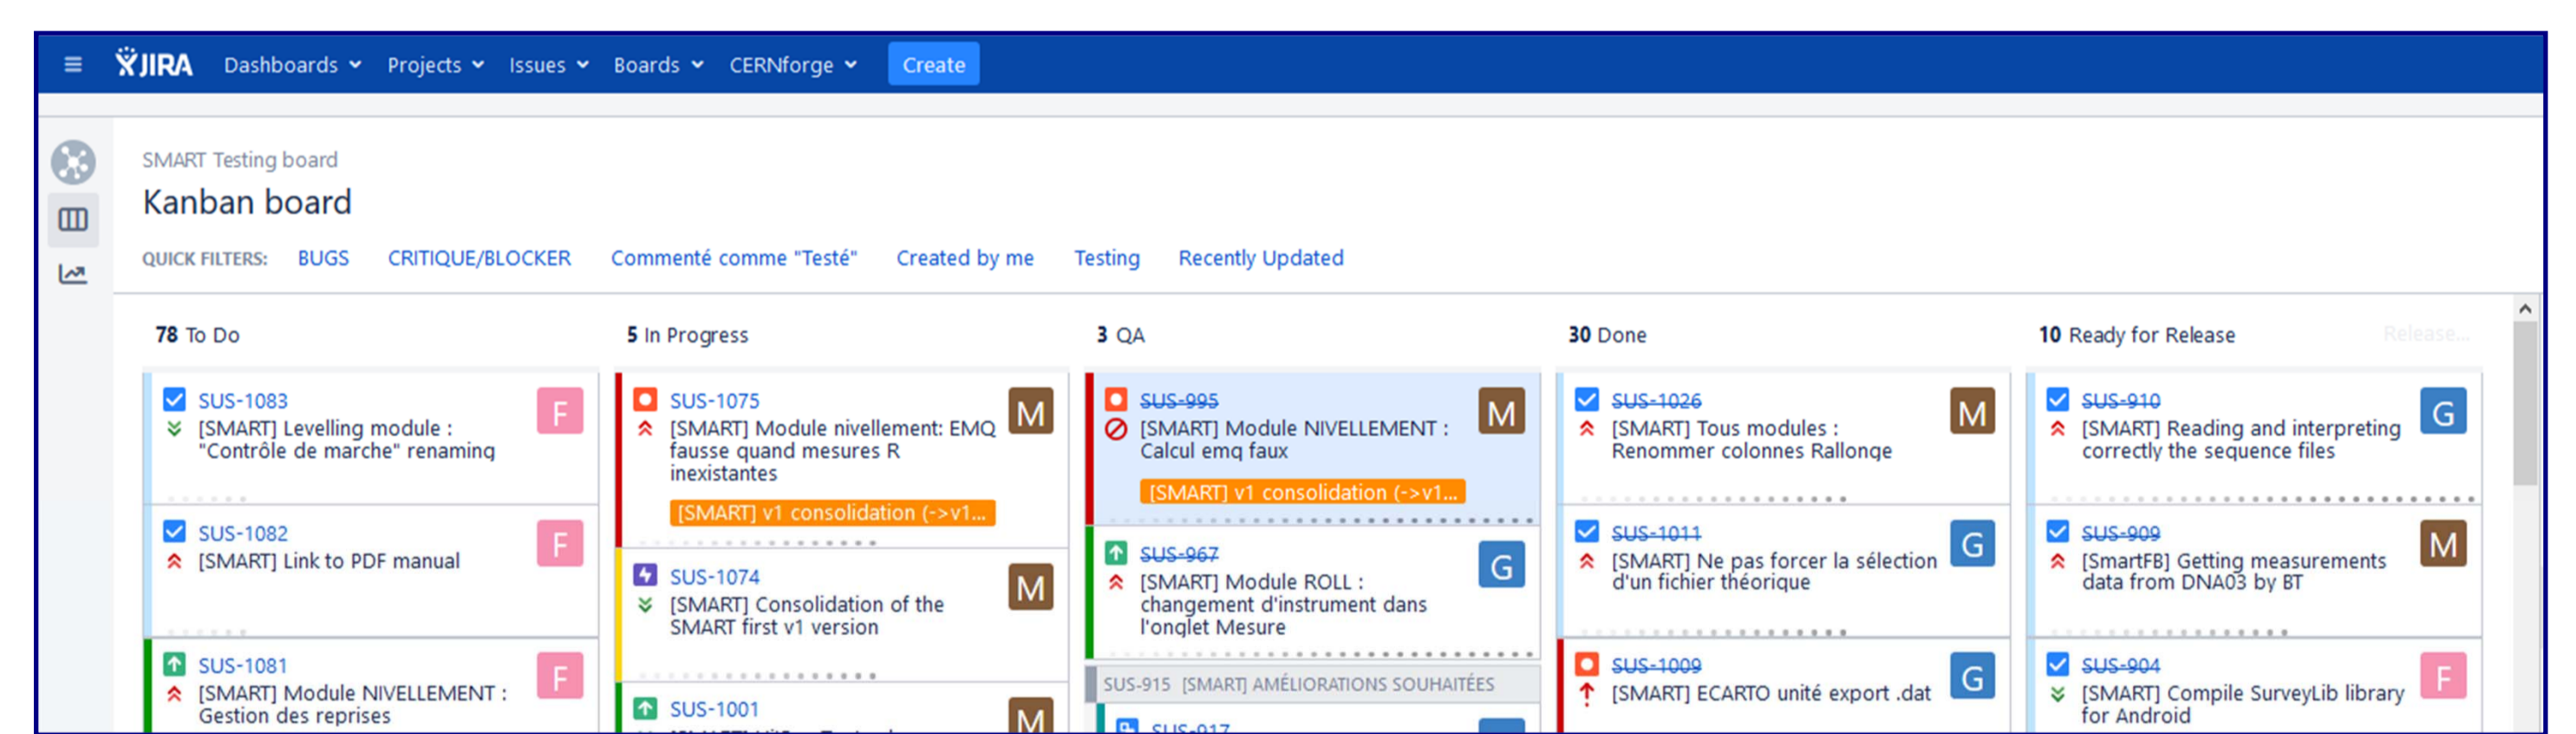 JIRA Dashboards Projects Issues Boards CERNforge Create
SMART Testing board
Kanban board
QUICK FILTERS: BUGS CRITIQUE/BLOCKER Commenté comme "Testé" Created by me Testing Recently Updated
78 To Do
SUS-1083
F
[SMART] Levelling module :
"Contrôle de marche" renaming
SUS-1082
F
[SMART] Link to PDF manual
SUS-1081
F
[SMART] Module NIVELLEMENT :
Gestion des reprises
5 In Progress
SUS-1075
M
[SMART] Module nivellement: EMQ
fausse quand mesures R
inexistantes
[SMART] v1 consolidation (->v1...
SUS-1074
M
[SMART] Consolidation of the
SMART first v1 version
SUS-1001
M
3 QA
SUS-995
M
[SMART] Module NIVELLEMENT :
Calcul emq faux
[SMART] v1 consolidation (->v1...
SUS-967
G
[SMART] Module ROLL :
changement d'instrument dans
l'onglet Mesure
SUS-915 [SMART] AMÉLIORATIONS SOUHAITÉES
SUS-917
30 Done
SUS-1026
M
[SMART] Tous modules :
Renommer colonnes Rallonge
SUS-1011
G
[SMART] Ne pas forcer la sélection
d'un fichier théorique
SUS-1009
G
[SMART] ECARTO unité export .dat
10 Ready for Release
Release...
SUS-910
G
[SMART] Reading and interpreting
correctly the sequence files
SUS-909
M
[SmartFB] Getting measurements
data from DNA03 by BT
SUS-904
F
[SMART] Compile SurveyLib library
for Android